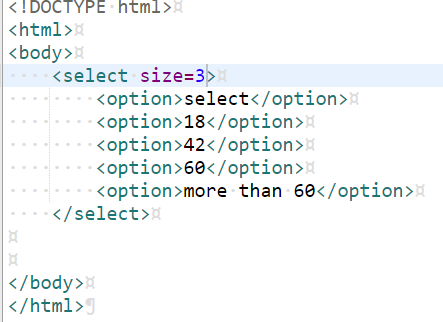 <!DOCTYPE html>
<html>
<body>
    <select size=3>
        <option>select</option>
        <option>18</option>
        <option>42</option>
        <option>60</option>
        <option>more than 60</option>
    </select>
</body>
</html>